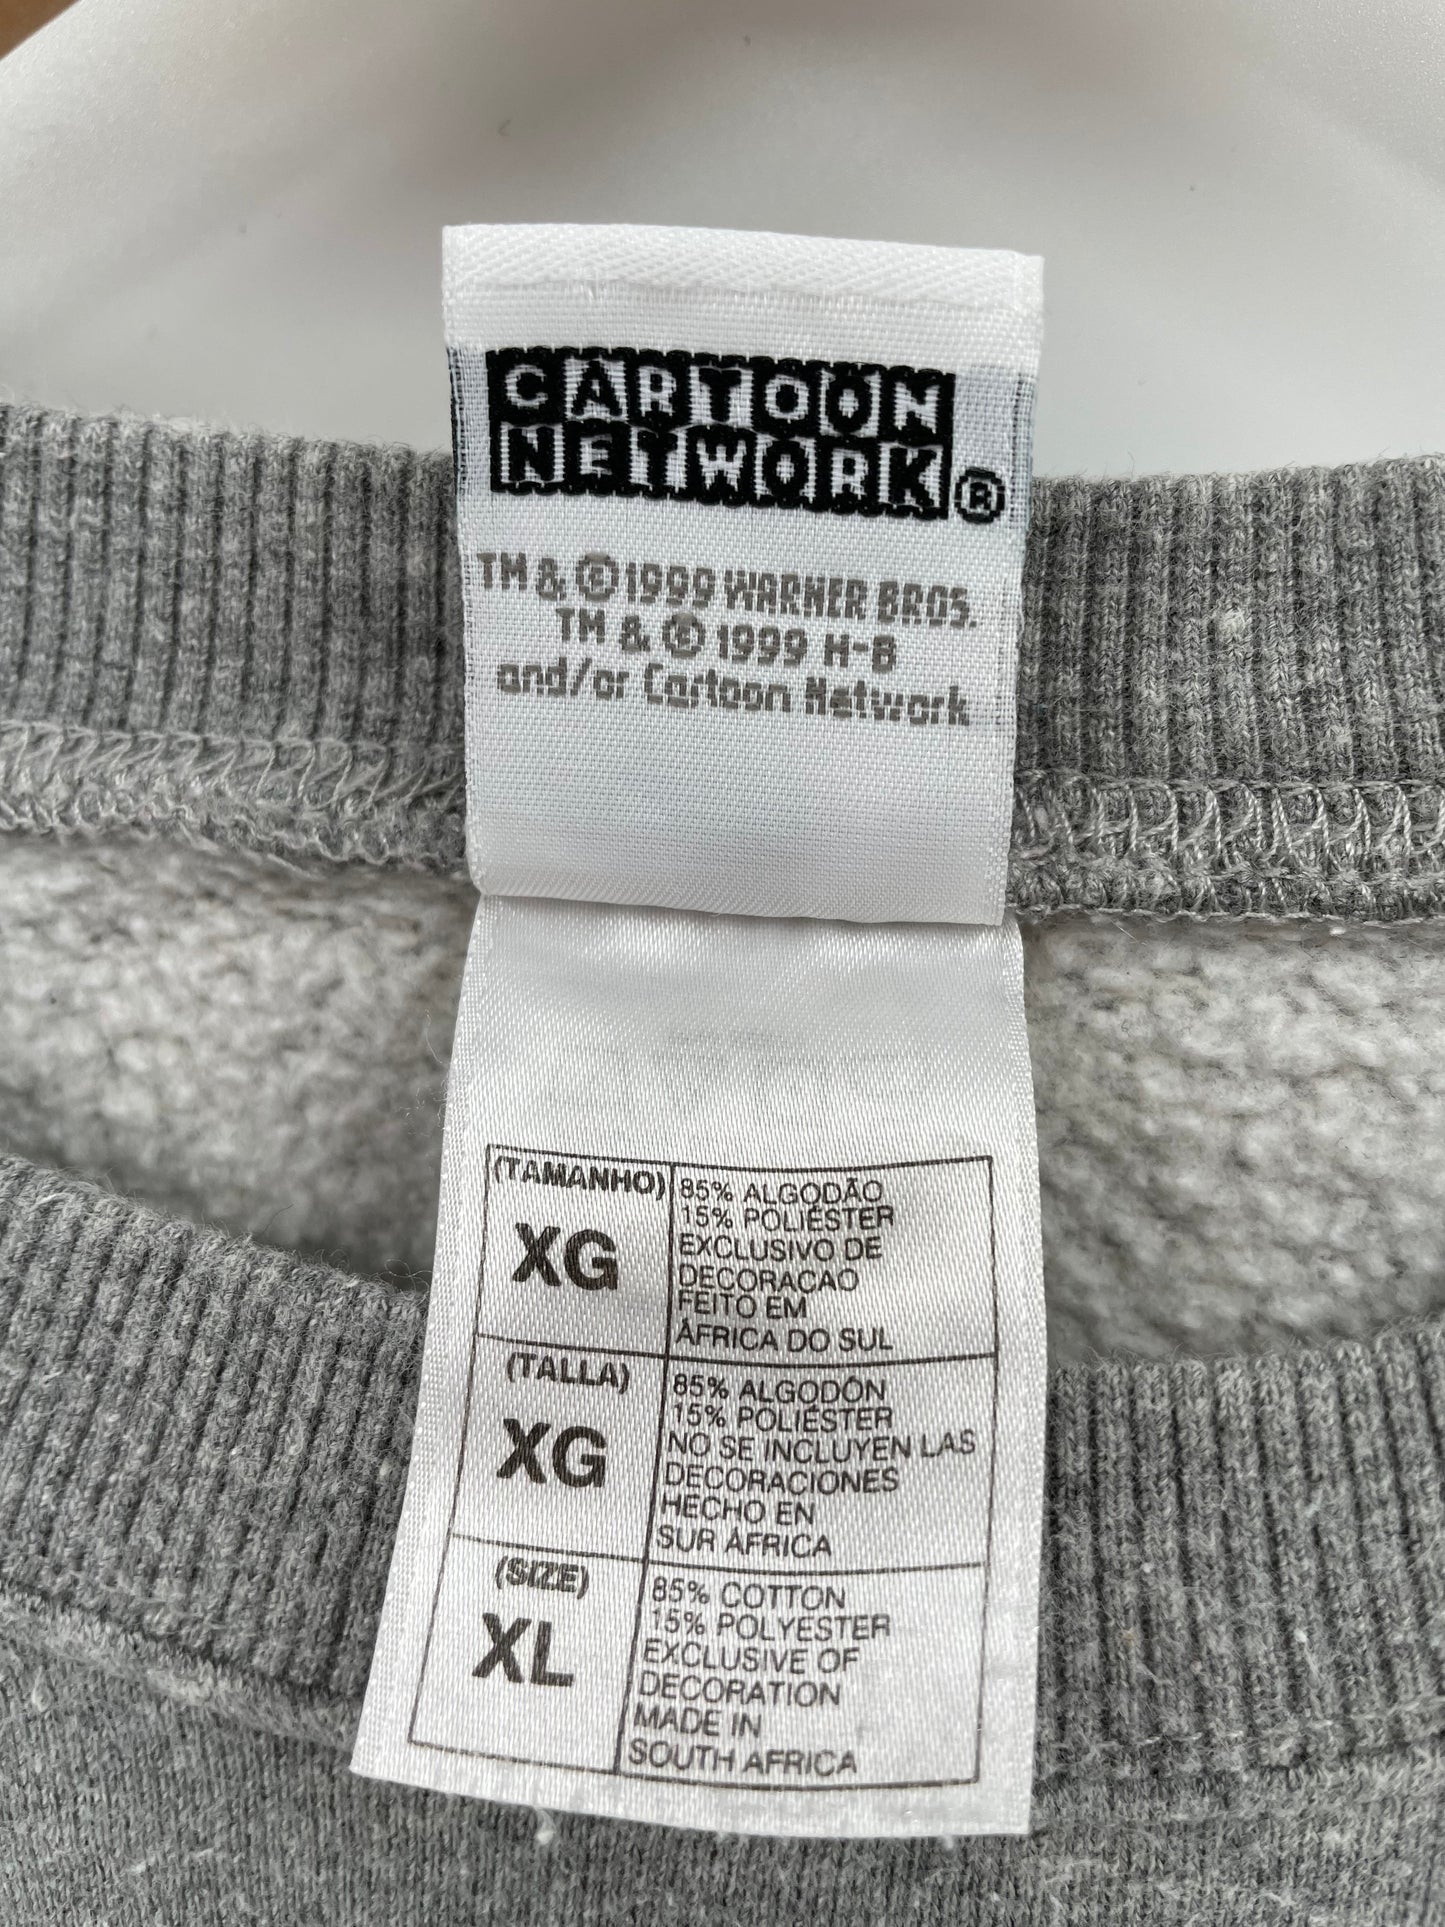 CARTOON
NETWORK®
TM & © 1999 WARNER BROS.
TM & © 1999 H-B
and/or Cartoon Network
(TAMANHO)
XG
85% ALGODÃO
15% POLIÉSTER
EXCLUSIVO DE
DECORAÇAO
FEITO EM
ÁFRICA DO SUL
(TALLA)
XG
85% ALGODÓN
15% POLIÉSTER
NO SE INCLUYEN LAS
DECORACIONES
HECHO EN
SUR ÁFRICA
(SIZE)
XL
85% COTTON
15% POLYESTER
EXCLUSIVE OF
DECORATION
MADE IN
SOUTH AFRICA